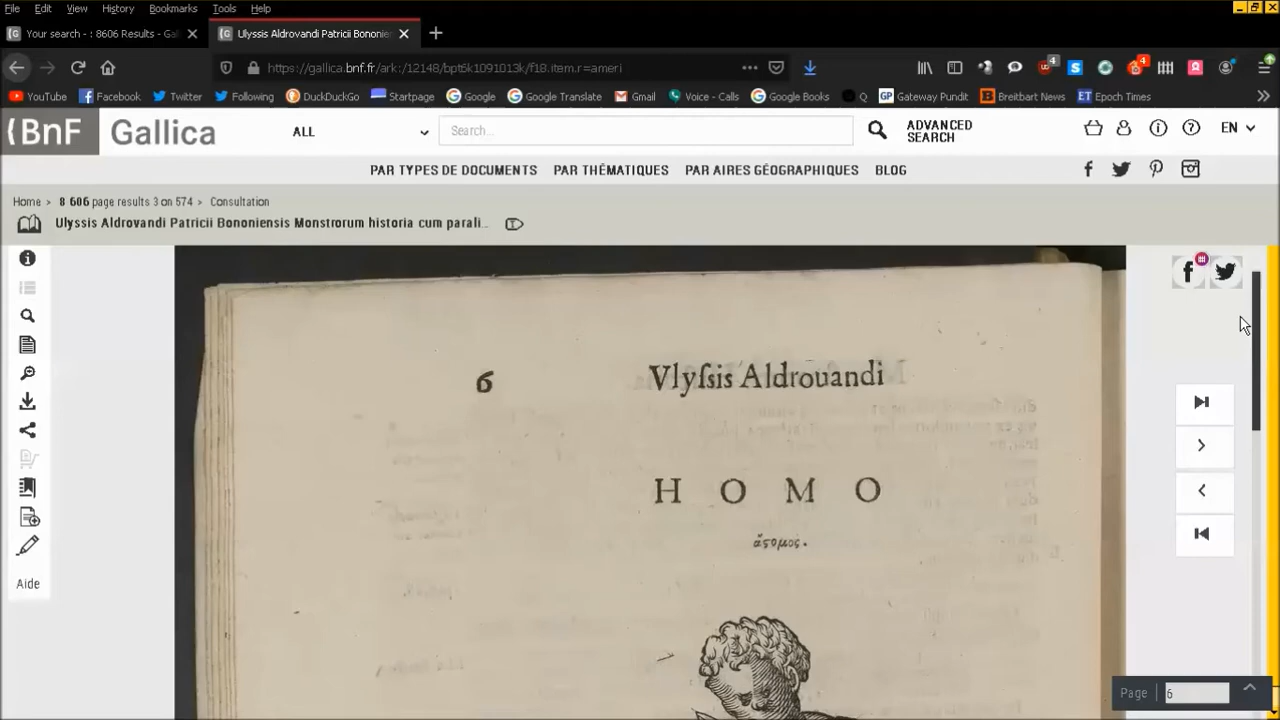 File Edit View History Bookmarks Tools Help
Your search - : 8606 Results - Gal
Ulyssis Aldrovandi Patricii Bononien
https://gallica.bnf.fr/ark:/12148/bpt6k1091013k/f18.item.r=ameri
4
4
YouTube Facebook Twitter Following DuckDuckGo Startpage Google Google Translate Gmail Voice - Calls Google Books Q Gateway Pundit Breitbart News Epoch Times
BnF Gallica
ALL
Search...
ADVANCED SEARCH
EN
PAR TYPES DE DOCUMENTS PAR THÉMATIQUES PAR AIRES GÉOGRAPHIQUES BLOG
Home > 8 606 page results 3 on 574 > Consultation
Ulyssis Aldrovandi Patricii Bononiensis Monstrorum historia cum parali...
6 Vlyſsis Aldrouandi
H O M O
ἄτομος.
Aide
Page 6